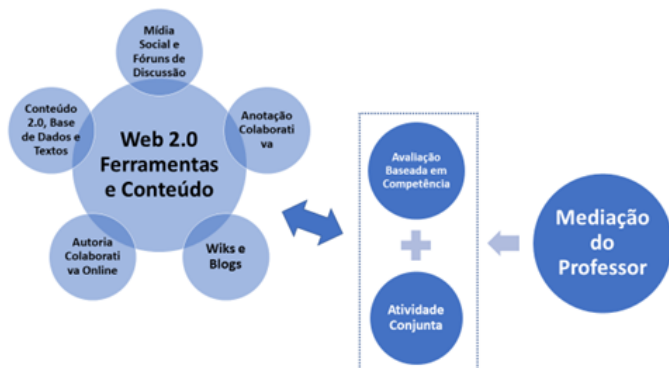 Mídia
Social e
Fóruns de
Discussão
Conteúdo
2.0, Base
de Dados e
Textos
Anotação
Colaborati
va
Web 2.0
Ferramentas
e Conteúdo
Autoria
Colaborati
va Online
Wiks e
Blogs
Avaliação
Baseada em
Competência
Atividade
Conjunta
Mediação
do
Professor